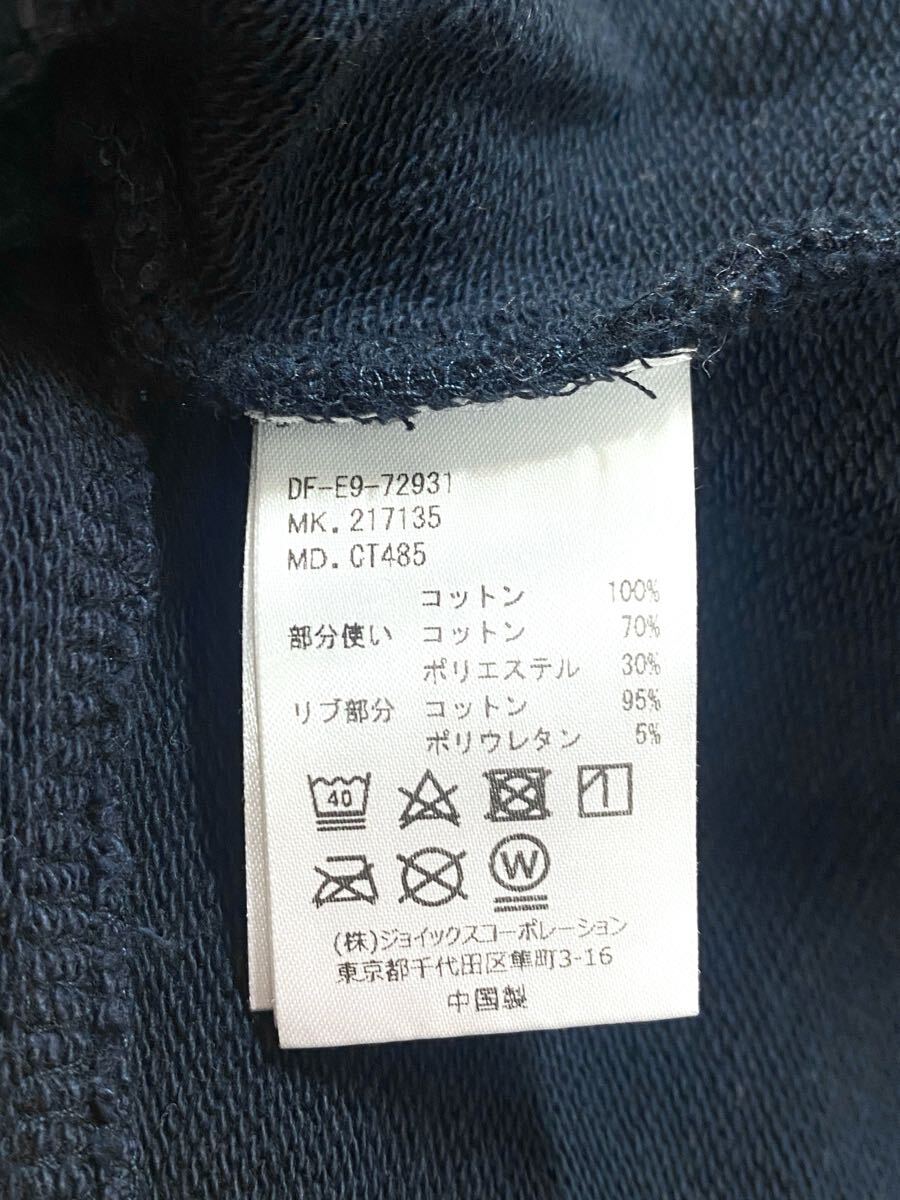 DF-E9-72931
MK.217135
MD.CT485
コットン 100%
部分使い コットン 70%
ポリエステル 30%
リブ部分 コットン 95%
ポリウレタン 5%
40
W
(株)ジョイックスコーポレーション
東京都千代田区隼町3-16
中国製